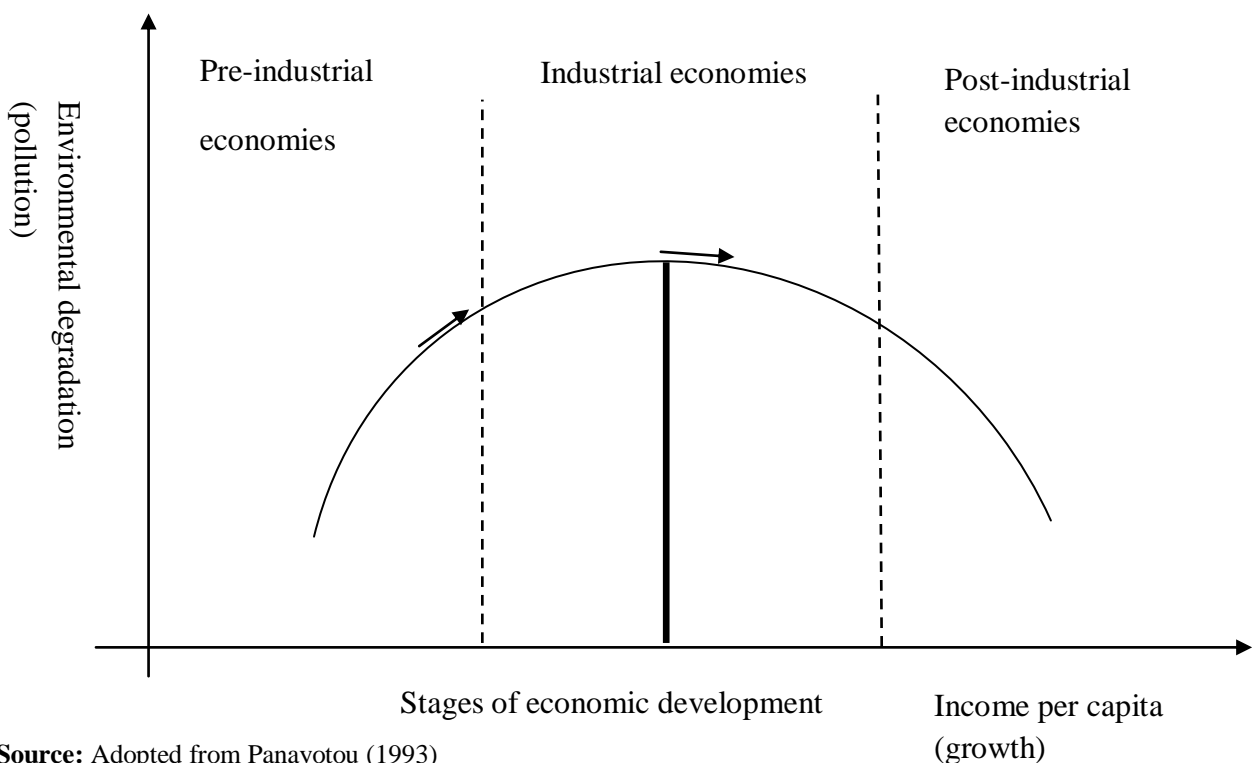 Pre-industrial
economies
Industrial economies
Post-industrial
economies
Environmental degradation
(pollution)
Stages of economic development
Income per capita
(growth)
Source: Adopted from Panayotou (1993)